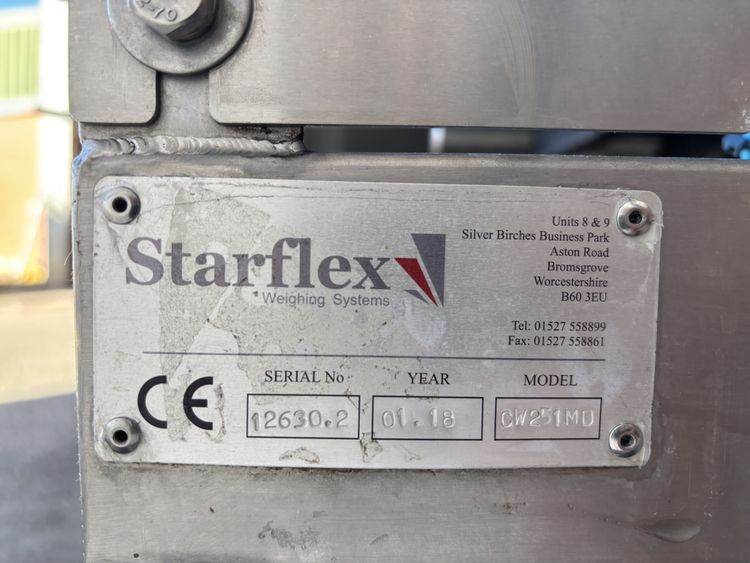 Starflex
Weighing Systems
Units 8 & 9
Silver Birches Business Park
Aston Road
Bromsgrove
Worcestershire
B60 3EU
Tel: 01527 558899
Fax: 01527 558861
CE
SERIAL No
YEAR
MODEL
12630.2
01.18
CW251MD